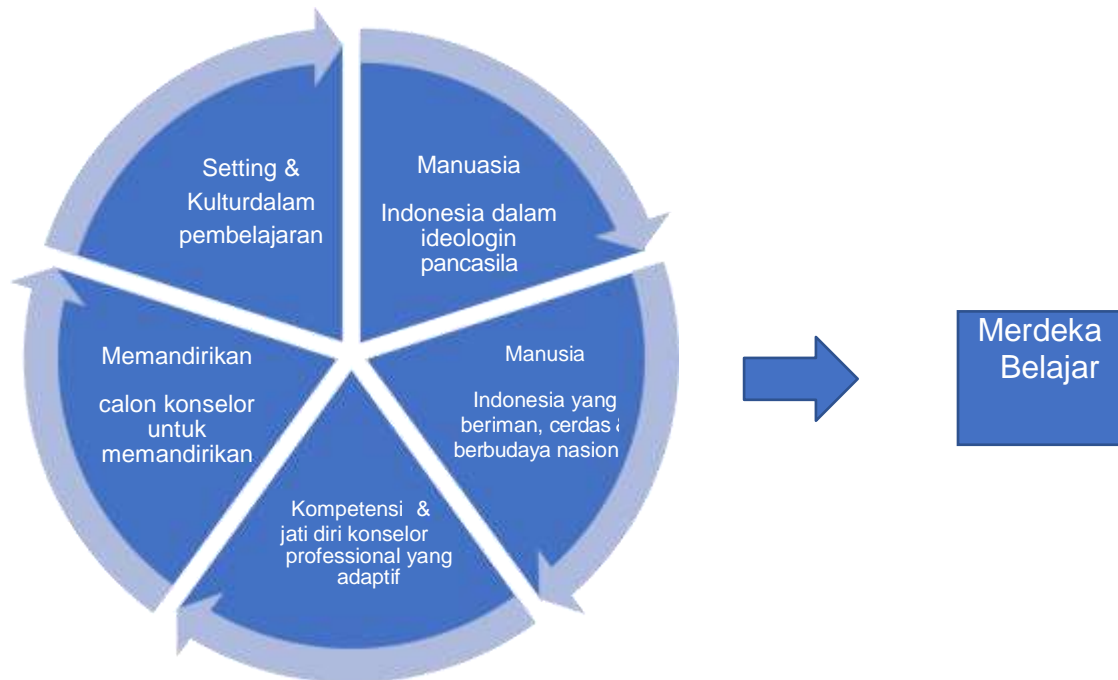 Setting &
Kulturdalam
pembelajaran
Manuasia
Indonesia dalam
ideologin
pancasila
Manusia
Indonesia yang
beriman, cerdas &
berbudaya nasion
Kompetensi &
jati diri konselor
professional yang
adaptif
Memandirikan
calon konselor
untuk
memandirikan
Merdeka
Belajar